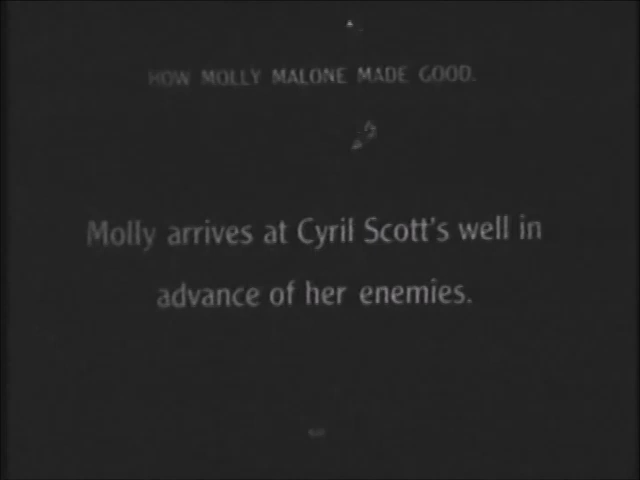 HOW MOLLY MALONE MADE GOOD.
Molly arrives at Cyril Scott's well in
advance of her enemies.